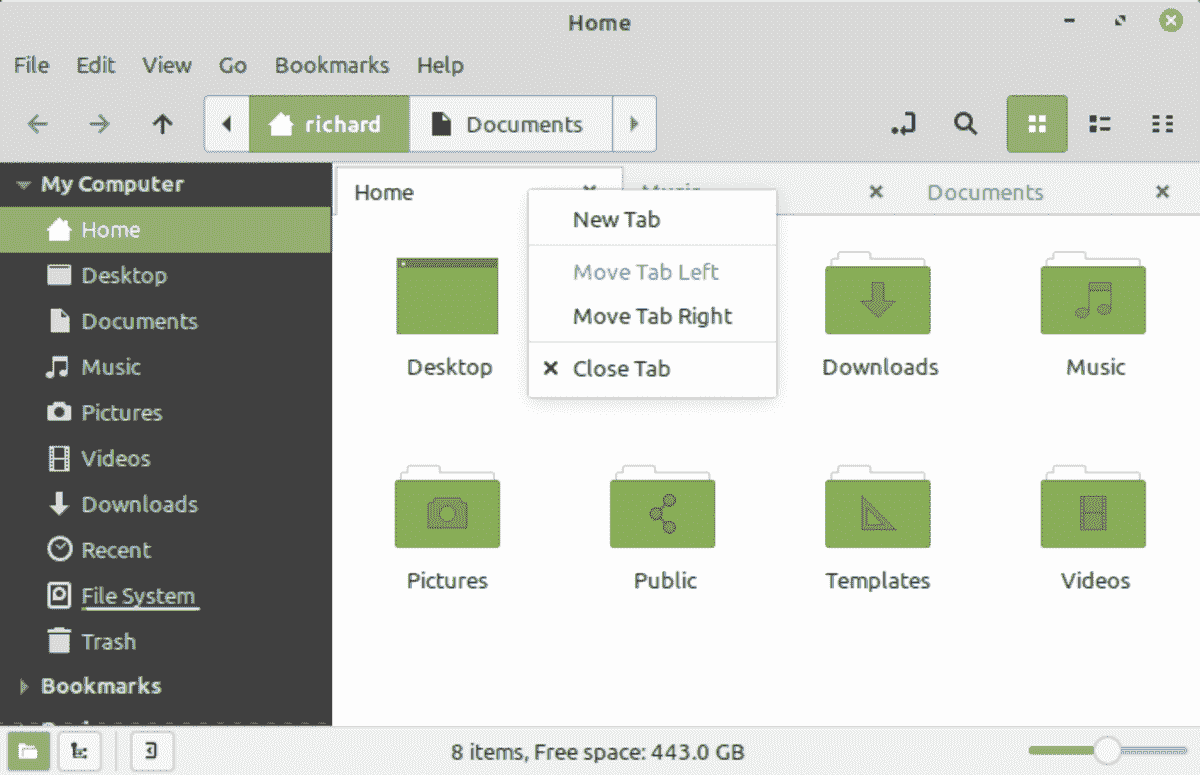 Home
File Edit View Go Bookmarks Help
richard Documents
My Computer
Home
Desktop
Documents
Music
Pictures
Videos
Downloads
Recent
File System
Trash
Bookmarks
Home Music Documents
New Tab
Move Tab Left
Move Tab Right
Close Tab
Desktop Downloads Music
Pictures Public Templates Videos
8 items, Free space: 443.0 GB